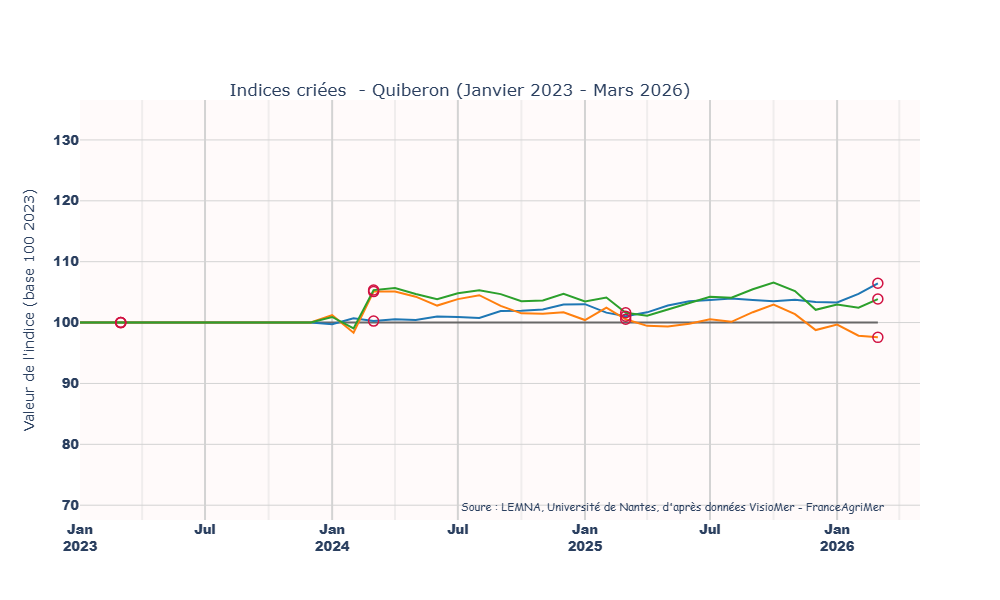 Indices criées  - Quiberon (Janvier 2023 - Mars 2026)
Valeur de l'indice (base 100 2023)
130
120
110
100
90
80
70
Soure : LEMNA, Université de Nantes, d'après données VisioMer - FranceAgriMer
Jan Jul Jan Jul Jan Jul Jan
2023 2024 2025 2026